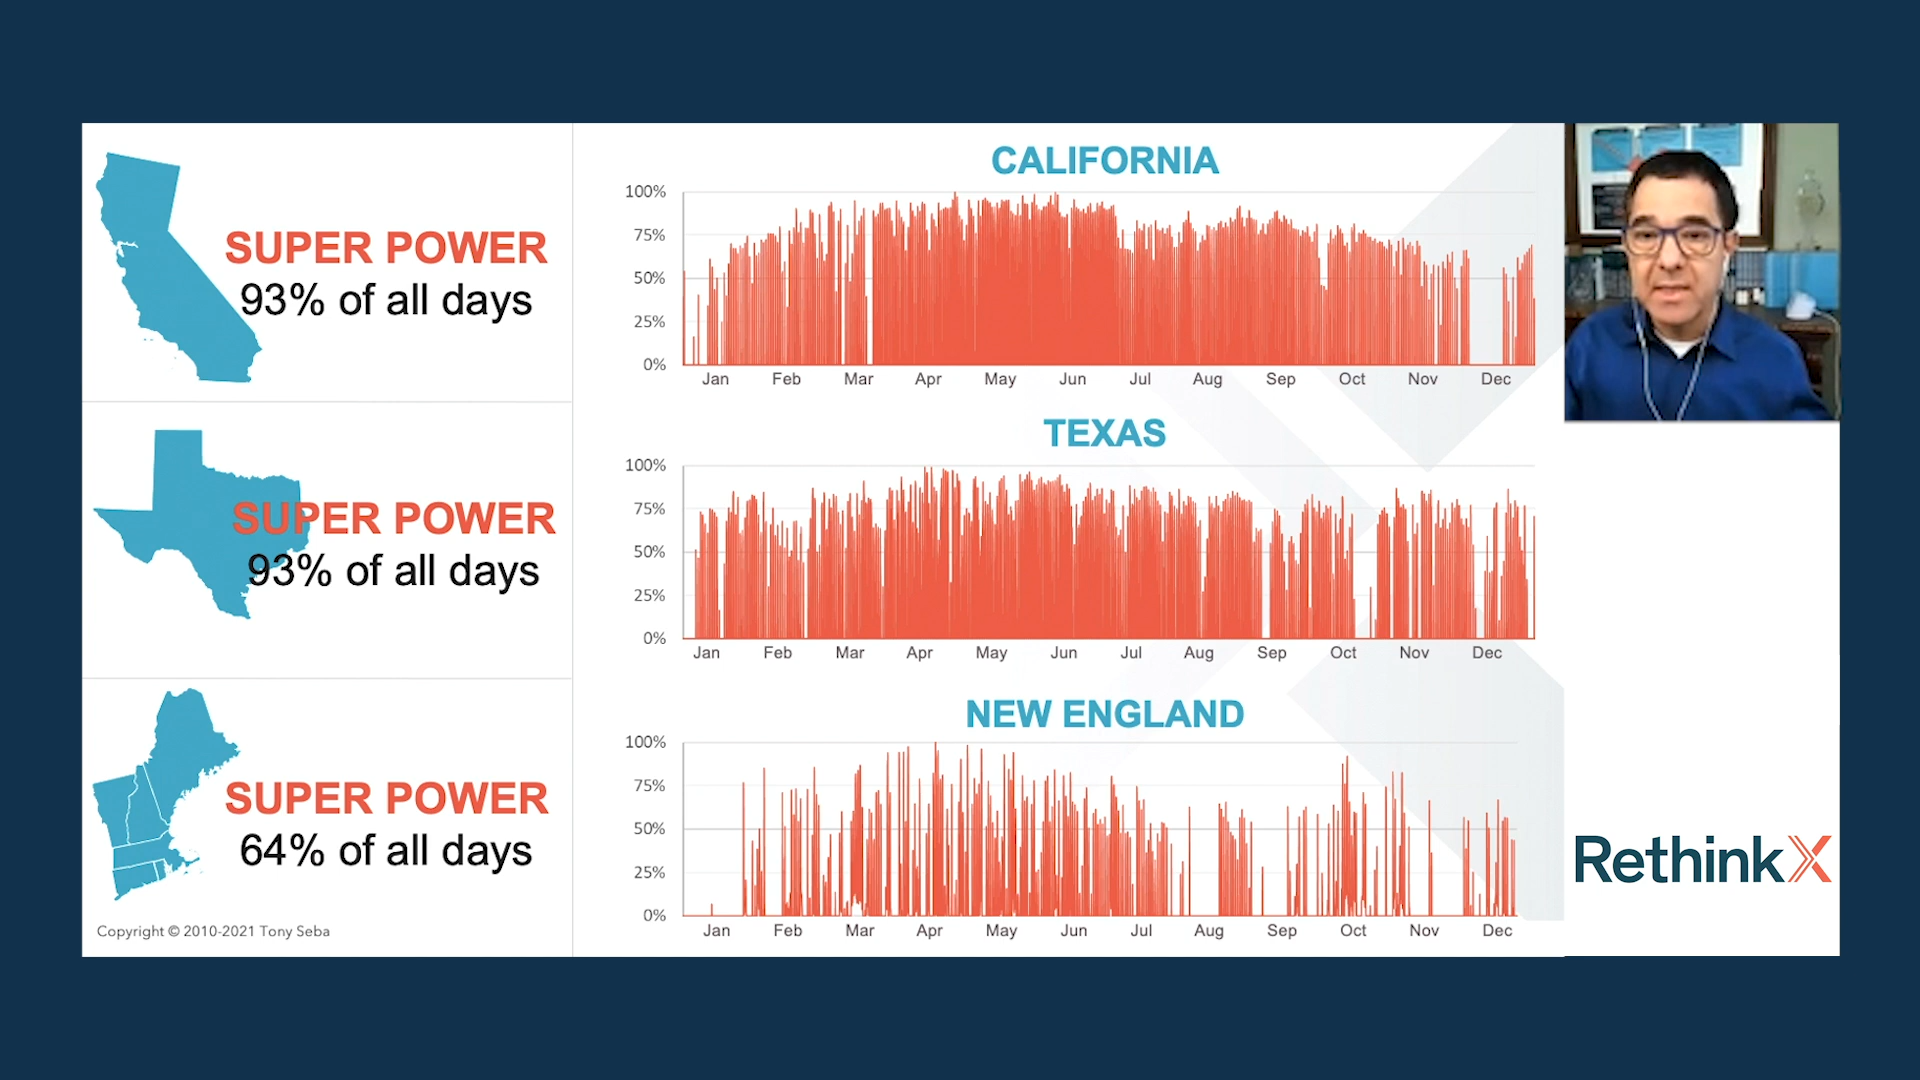 SUPER POWER
93% of all days
SUPER POWER
93% of all days
SUPER POWER
64% of all days
Copyright © 2010-2021 Tony Seba
CALIFORNIA
100%
75%
50%
25%
0%
Jan Feb Mar Apr May Jun Jul Aug Sep Oct Nov Dec
TEXAS
100%
75%
50%
25%
0%
Jan Feb Mar Apr May Jun Jul Aug Sep Oct Nov Dec
NEW ENGLAND
100%
75%
50%
25%
0%
Jan Feb Mar Apr May Jun Jul Aug Sep Oct Nov Dec
RethinkX